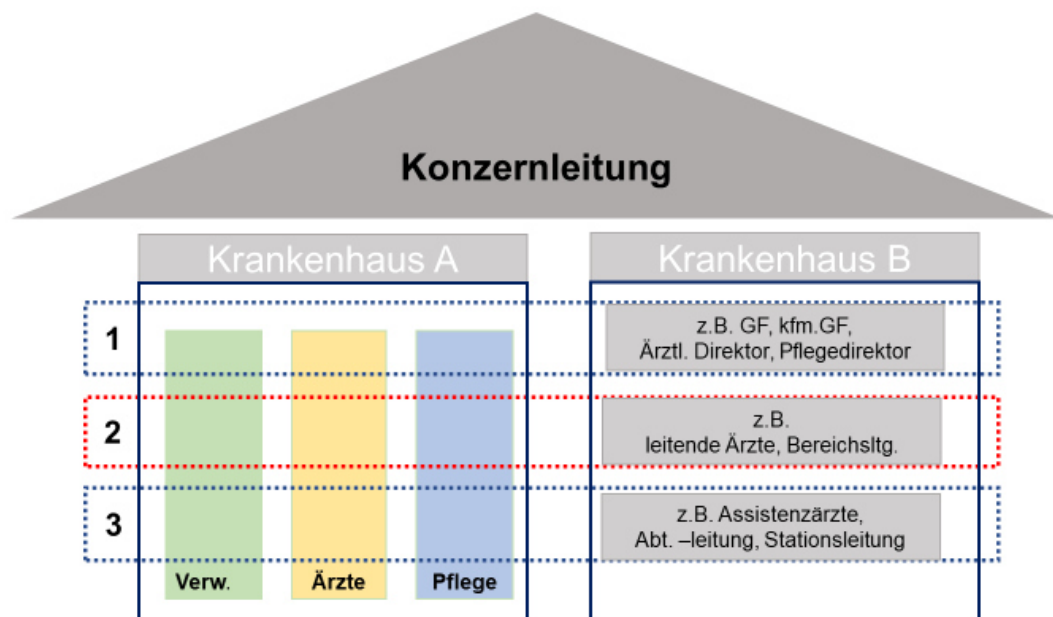 Konzernleitung
Krankenhaus A
Krankenhaus B
1
z.B. GF, kfm.GF,
Ärztl. Direktor, Pflegedirektor
2
z.B.
leitende Ärzte, Bereichsltg.
3
z.B. Assistenzärzte,
Abt. –leitung, Stationsleitung
Verw.
Ärzte
Pflege